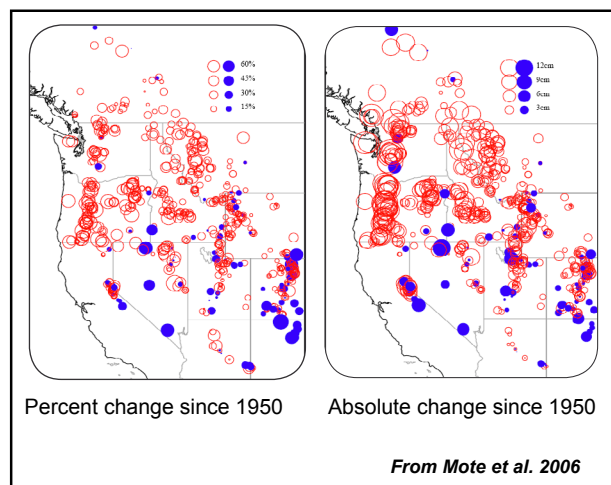 60%
45%
30%
15%
12cm
9cm
6cm
3cm
Percent change since 1950
Absolute change since 1950
From Mote et al. 2006